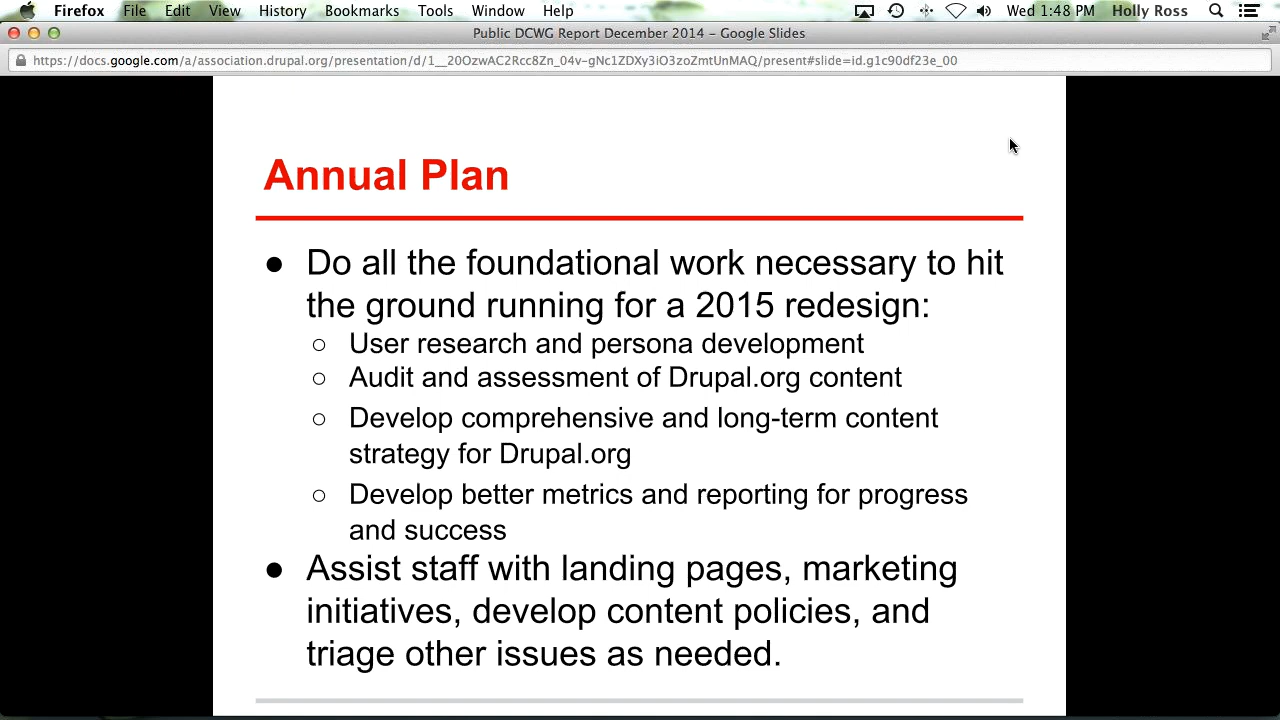 Firefox File Edit View History Bookmarks Tools Window Help Wed 1:48 PM Holly Ross
Public DCWG Report December 2014 – Google Slides
https://docs.google.com/a/association.drupal.org/presentation/d/1__20OzwAC2Rcc8Zn_04v-gNc1ZDXy3iO3zoZmtUnMAQ/present#slide=id.g1c90df23e_00
Annual Plan
● Do all the foundational work necessary to hit
the ground running for a 2015 redesign:
○ User research and persona development
○ Audit and assessment of Drupal.org content
○ Develop comprehensive and long-term content
strategy for Drupal.org
○ Develop better metrics and reporting for progress
and success
● Assist staff with landing pages, marketing
initiatives, develop content policies, and
triage other issues as needed.